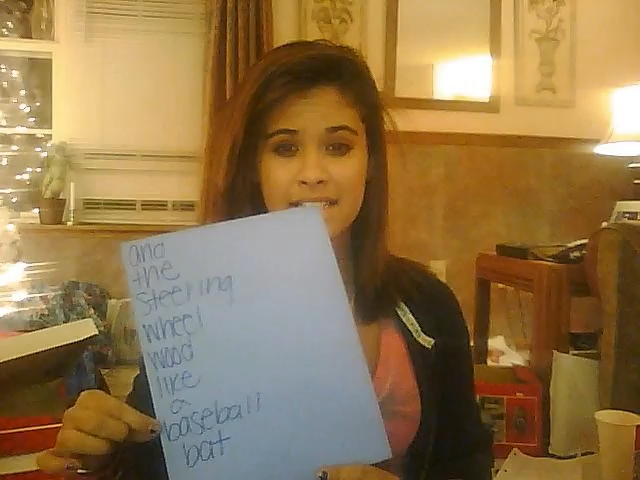 and
the
steering
wheel
wood
like
a
baseball
bat